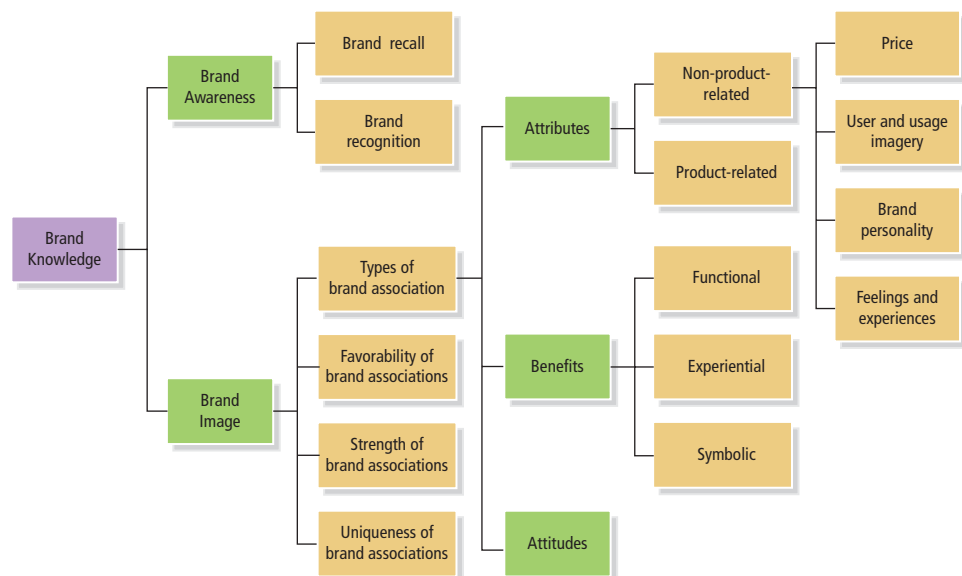 Brand
Knowledge
Brand
Awareness
Brand recall
Brand
recognition
Brand
Image
Types of
brand association
Favorability of
brand associations
Strength of
brand associations
Uniqueness of
brand associations
Attributes
Non-product-
related
Product-related
Price
User and usage
imagery
Brand
personality
Feelings and
experiences
Benefits
Functional
Experiential
Symbolic
Attitudes